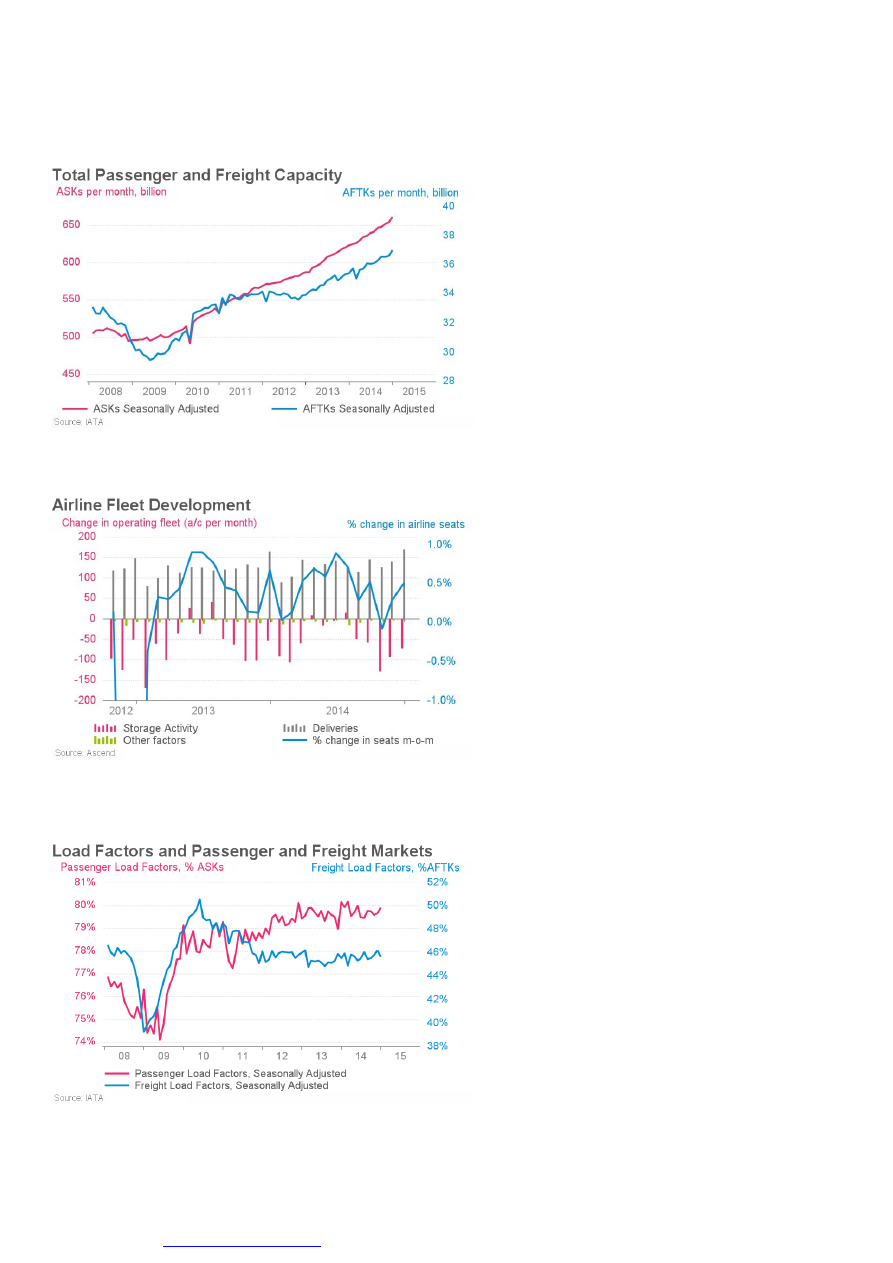 Total Passenger and Freight Capacity
ASKs per month, billion AFTKs per month, billion
40
650 38
600 36
550 34
32
500 30
450 28
2008 2009 2010 2011 2012 2013 2014 2015
ASKs Seasonally Adjusted AFTKs Seasonally Adjusted
Source: IATA
Airline Fleet Development
Change in operating fleet (a/c per month) % change in airline seats
200 1.0%
150
100 0.5%
50
0 0.0%
-50
-100 -0.5%
-150
-200 -1.0%
2012 2013 2014
Storage Activity Deliveries
Other factors % change in seats m-o-m
Source: Ascend
Load Factors and Passenger and Freight Markets
Passenger Load Factors, % ASKs Freight Load Factors, %AFTKs
81% 52%
80% 50%
79% 48%
78% 46%
77% 44%
76% 42%
75% 40%
74% 38%
08 09 10 11 12 13 14 15
Passenger Load Factors, Seasonally Adjusted
Freight Load Factors, Seasonally Adjusted
Source: IATA